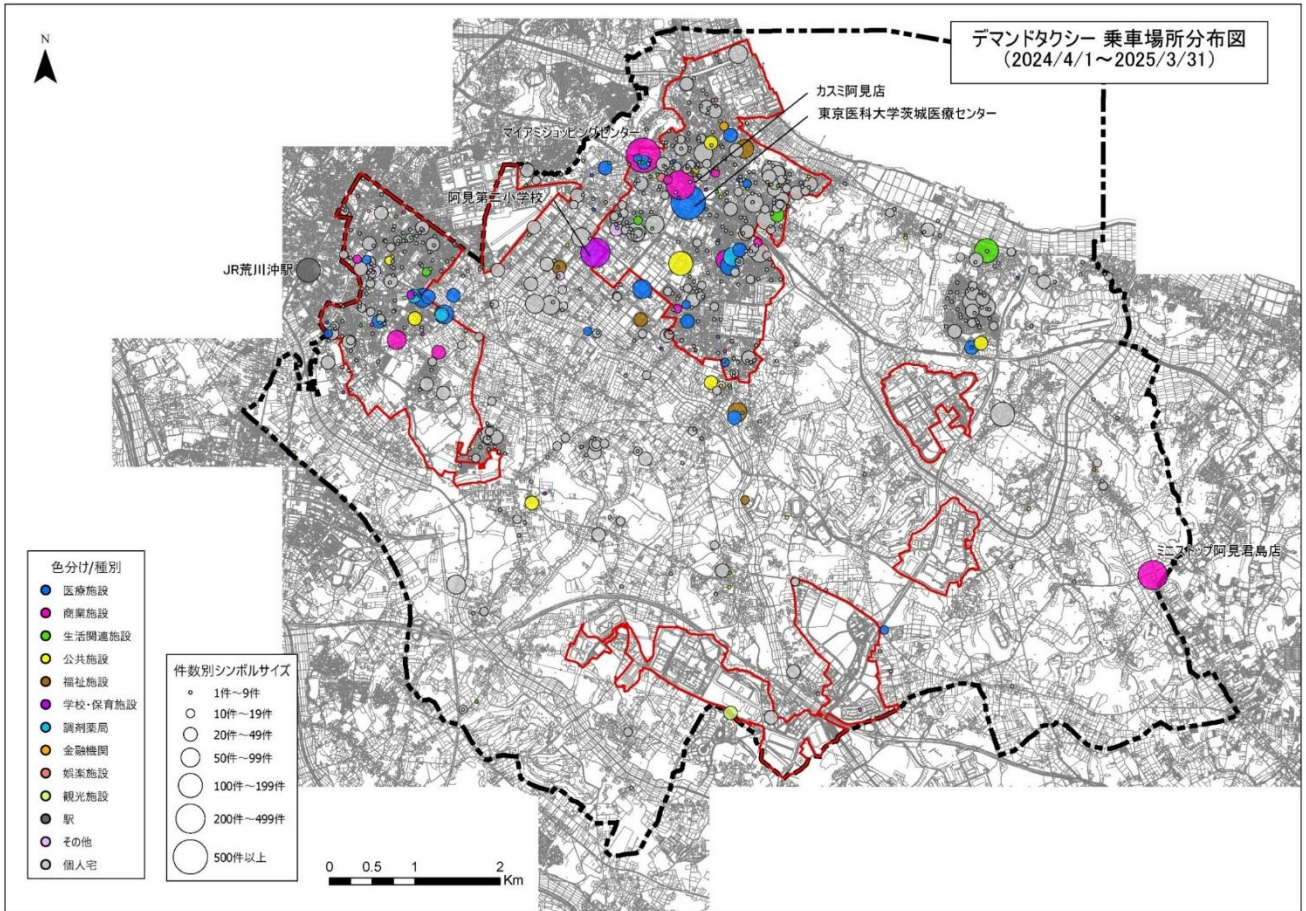 N
デマンドタクシー 乗車場所分布図
（2024/4/1～2025/3/31）
カスミ阿見店
東京医科大学茨城医療センター
マイアミショッピングセンター
阿見第二小学校
JR荒川沖駅
ミニストップ阿見君島店
色分け/種別
医療施設
商業施設
生活関連施設
公共施設
福祉施設
学校・保育施設
調剤薬局
金融機関
娯楽施設
観光施設
駅
その他
個人宅
件数別シンボルサイズ
1件～9件
10件～19件
20件～49件
50件～99件
100件～199件
200件～499件
500件以上
0 0.5 1 2
Km